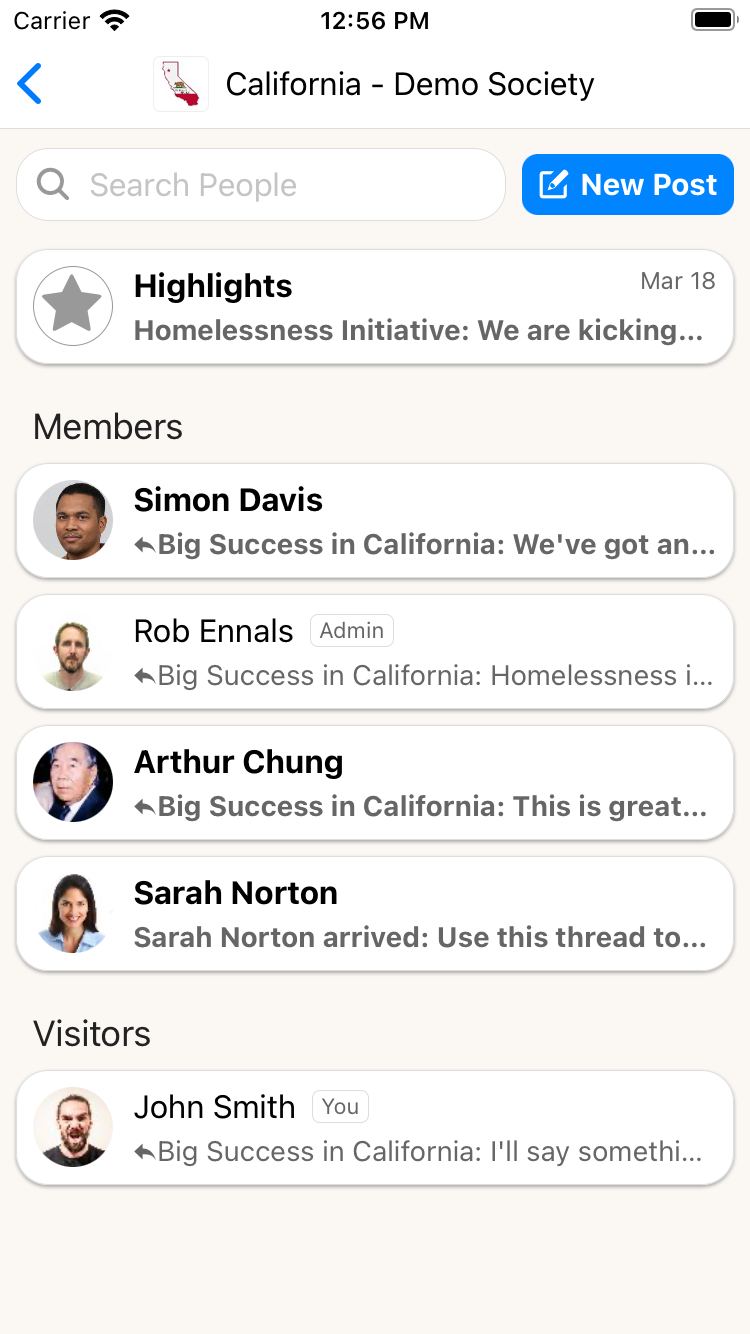 Carrier 12:56 PM
California - Demo Society
Search People
New Post
Highlights Mar 18
Homelessness Initiative: We are kicking...
Members
Simon Davis
Big Success in California: We've got an...
Rob Ennals Admin
Big Success in California: Homelessness i...
Arthur Chung
Big Success in California: This is great...
Sarah Norton
Sarah Norton arrived: Use this thread to...
Visitors
John Smith You
Big Success in California: I'll say somethi...